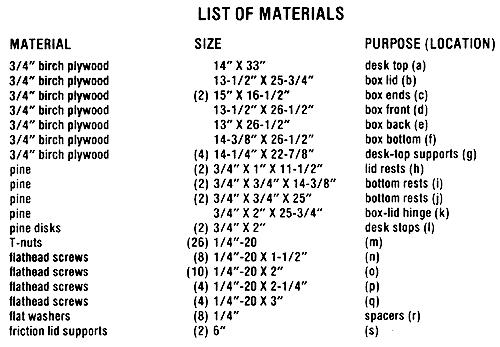 LIST OF MATERIALS
MATERIAL SIZE PURPOSE (LOCATION)
3/4" birch plywood 14" X 33" desk top (a)
3/4" birch plywood 13-1/2" X 25-3/4" box lid (b)
3/4" birch plywood (2) 15" X 16-1/2" box ends (c)
3/4" birch plywood 13-1/2" X 26-1/2" box front (d)
3/4" birch plywood 13" X 26-1/2" box back (e)
3/4" birch plywood 14-3/8" X 26-1/2" box bottom (f)
3/4" birch plywood (4) 14-1/4" X 22-7/8" desk-top supports (g)
pine (2) 3/4" X 1" X 11-1/2" lid rests (h)
pine (2) 3/4" X 3/4" X 14-3/8" bottom rests (i)
pine (2) 3/4" X 3/4" X 25" bottom rests (j)
pine 3/4" X 2" X 25-3/4" box-lid hinge (k)
pine disks (2) 3/4" X 2" desk stops (l)
T-nuts (26) 1/4"-20 (m)
flathead screws (8) 1/4"-20 X 1-1/2" (n)
flathead screws (10) 1/4"-20 X 2" (o)
flathead screws (4) 1/4"-20 X 2-1/4" (p)
flathead screws (4) 1/4"-20 X 3" (q)
flat washers (8) 1/4" spacers (r)
friction lid supports (2) 6" (s)